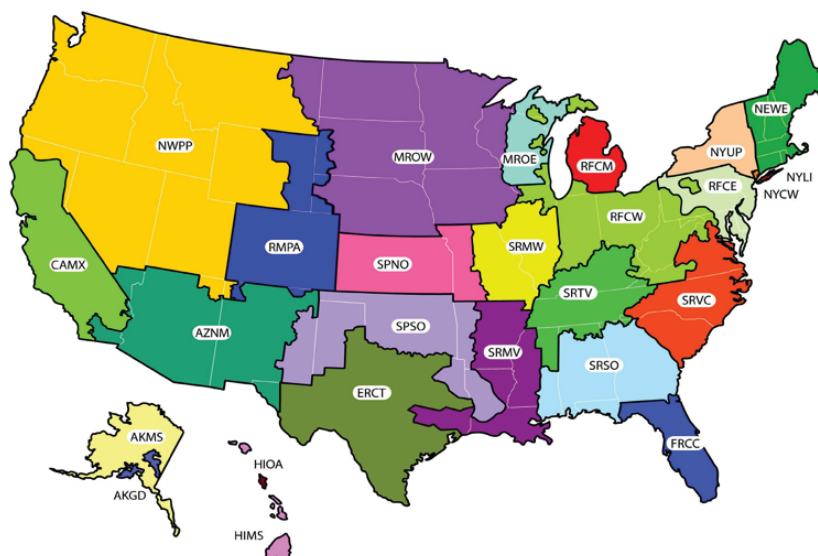 NEWE
NWPP
MROW
MROE
NYUP
RFCM
NYLI
RFCE
NYCW
RFCW
SRMW
RMPA
CAMX
SPNO
SRTV
SRVC
AZNM
SPSO
SRMV
SRSO
ERCT
AKMS
FRCC
HIOA
AKGD
HIMS